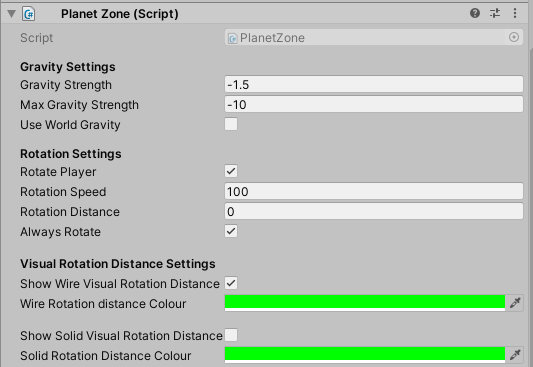 Planet Zone (Script)
Script PlanetZone
Gravity Settings
Gravity Strength -1.5
Max Gravity Strength -10
Use World Gravity
Rotation Settings
Rotate Player
Rotation Speed 100
Rotation Distance 0
Always Rotate
Visual Rotation Distance Settings
Show Wire Visual Rotation Distance
Wire Rotation distance Colour
Show Solid Visual Rotation Distance
Solid Rotation Distance Colour